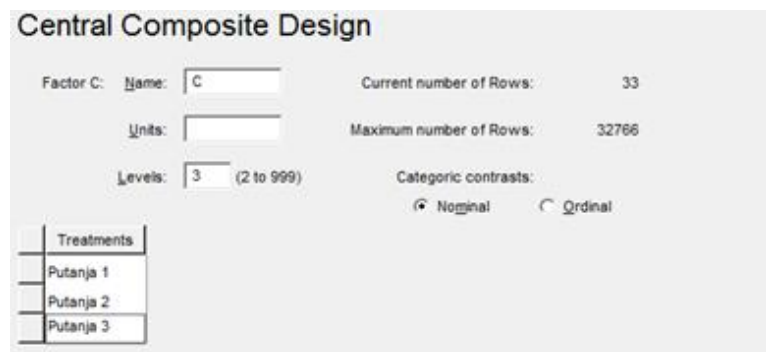 Central Composite Design
Factor C: Name: C Current number of Rows: 33
Units: Maximum number of Rows: 32766
Levels: 3 (2 to 999) Categoric contrasts:
Nominal Ordinal
Treatments
Putanja 1
Putanja 2
Putanja 3